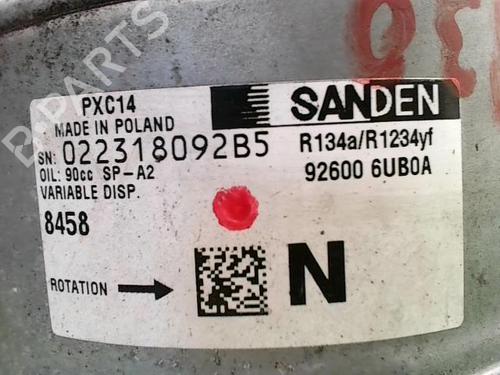 PXC14
SANDEN
MADE IN POLAND
SN: 022318092B5
R134a/R1234yf
OIL: 90cc SP-A2
92600 6UB0A
VARIABLE DISP.
8458
ROTATION
N
B-PARTS